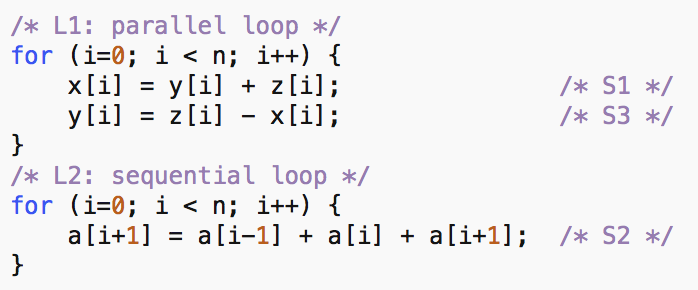 /* L1: parallel loop */
for (i=0; i < n; i++) {
    x[i] = y[i] + z[i];               /* S1 */
    y[i] = z[i] - x[i];               /* S3 */
}
/* L2: sequential loop */
for (i=0; i < n; i++) {
    a[i+1] = a[i-1] + a[i] + a[i+1];  /* S2 */
}